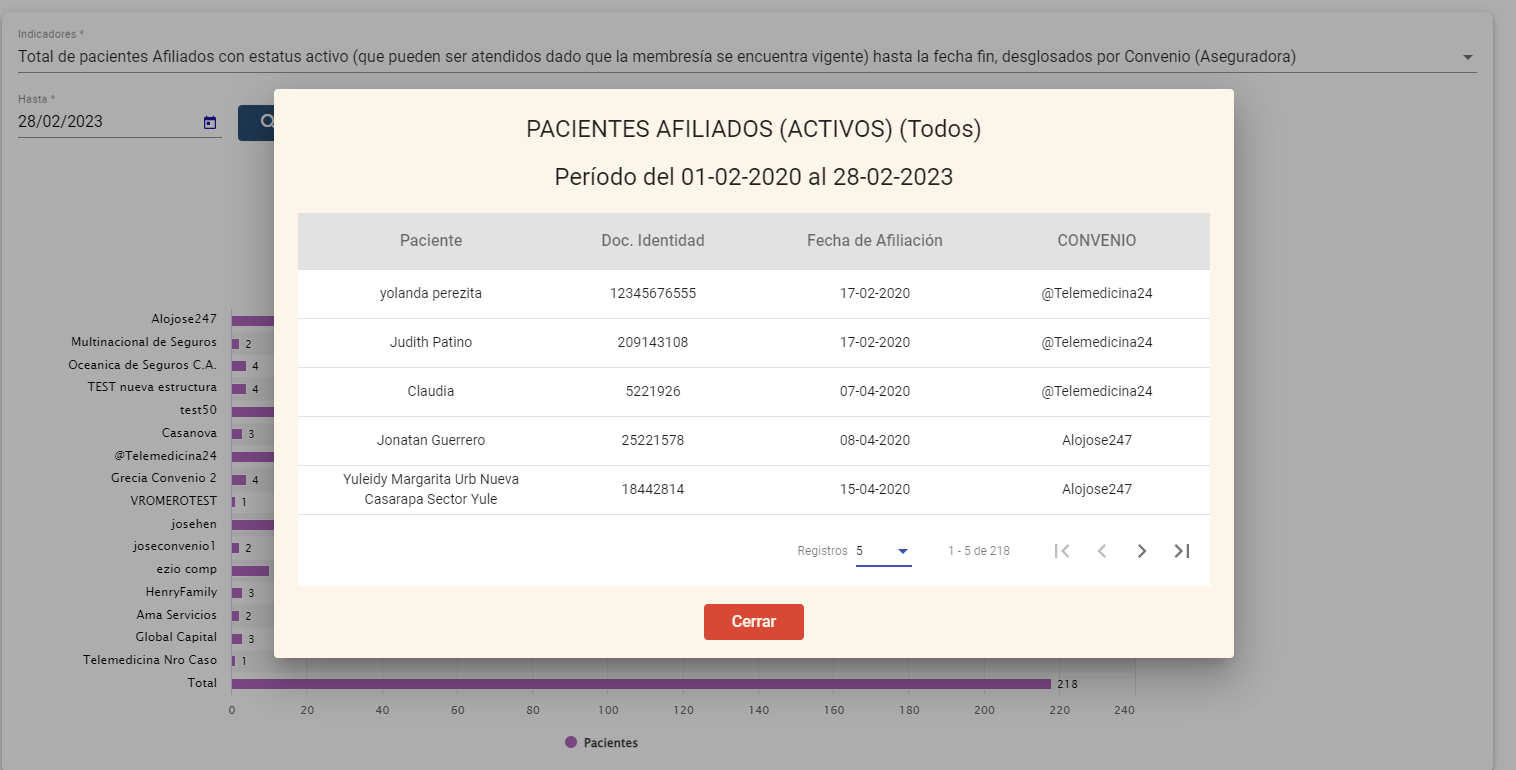 Indicadores *
Total de pacientes Afiliados con estatus activo (que pueden ser atendidos dado que la membresía se encuentra vigente) hasta la fecha fin, desglosados por Convenio (Aseguradora)
Hasta *
28/02/2023
PACIENTES AFILIADOS (ACTIVOS) (Todos)
Período del 01-02-2020 al 28-02-2023
Paciente Doc. Identidad Fecha de Afiliación CONVENIO
yolanda perezita 12345676555 17-02-2020 @Telemedicina24
Judith Patino 209143108 17-02-2020 @Telemedicina24
Claudia 5221926 07-04-2020 @Telemedicina24
Jonatan Guerrero 25221578 08-04-2020 Alojose247
Yuleidy Margarita Urb Nueva
Casarapa Sector Yule 18442814 15-04-2020 Alojose247
Registros 5 1 - 5 de 218
Cerrar
Alojose247
Multinacional de Seguros 2
Oceanica de Seguros C.A. 4
TEST nueva estructura 4
test50
Casanova 3
@Telemedicina24
Grecia Convenio 2 4
VROMEROTEST 1
josehen
joseconvenio1 2
ezio comp
HenryFamily 3
Ama Servicios 2
Global Capital 3
Telemedicina Nro Caso 1
Total 218
0 20 40 60 80 100 120 140 160 180 200 220 240
Pacientes